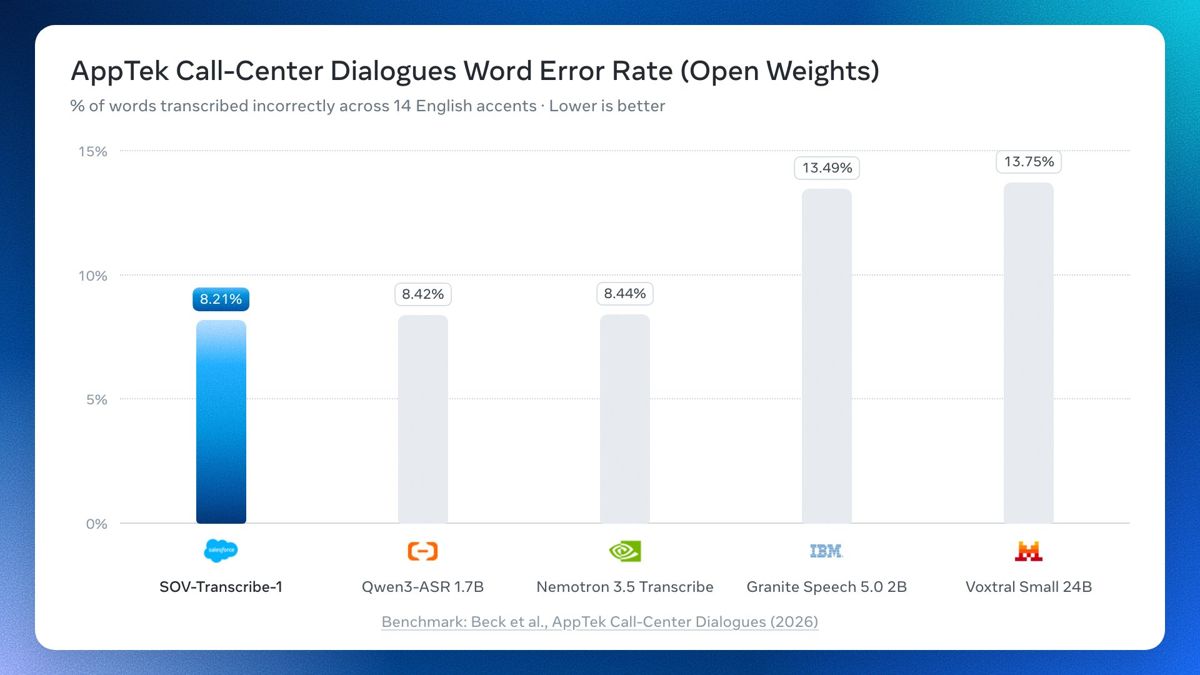 AppTek Call-Center Dialogues Word Error Rate (Open Weights)
% of words transcribed incorrectly across 14 English accents · Lower is better
15%
10%
5%
0%
8.21%
8.42%
8.44%
13.49%
13.75%
salesforce
IBM
SOV-Transcribe-1
Qwen3-ASR 1.7B
Nemotron 3.5 Transcribe
Granite Speech 5.0 2B
Voxtral Small 24B
Benchmark: Beck et al., AppTek Call-Center Dialogues (2026)